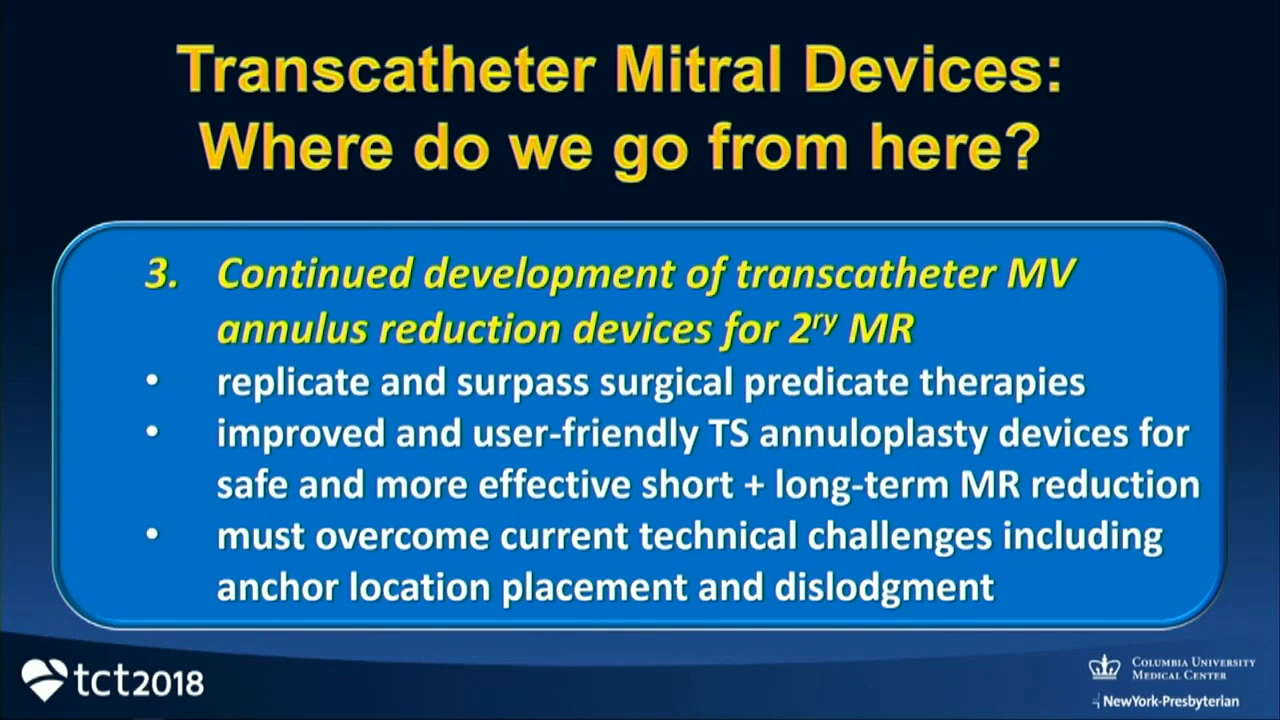 Transcatheter Mitral Devices:
Where do we go from here?
3. Continued development of transcatheter MV
annulus reduction devices for 2ry MR
• replicate and surpass surgical predicate therapies
• improved and user-friendly TS annuloplasty devices for
safe and more effective short + long-term MR reduction
• must overcome current technical challenges including
anchor location placement and dislodgment
tct2018
COLUMBIA UNIVERSITY
MEDICAL CENTER
NewYork-Presbyterian